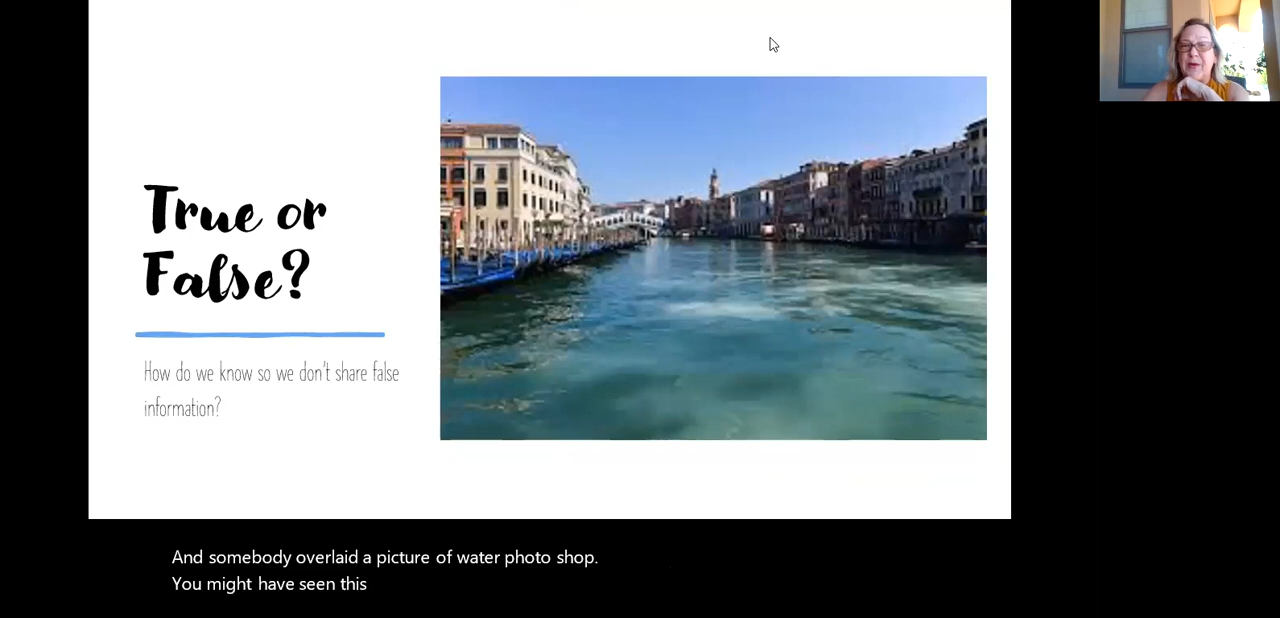 True or
False?
How do we know so we don't share false
information?
And somebody overlaid a picture of water photo shop.
You might have seen this